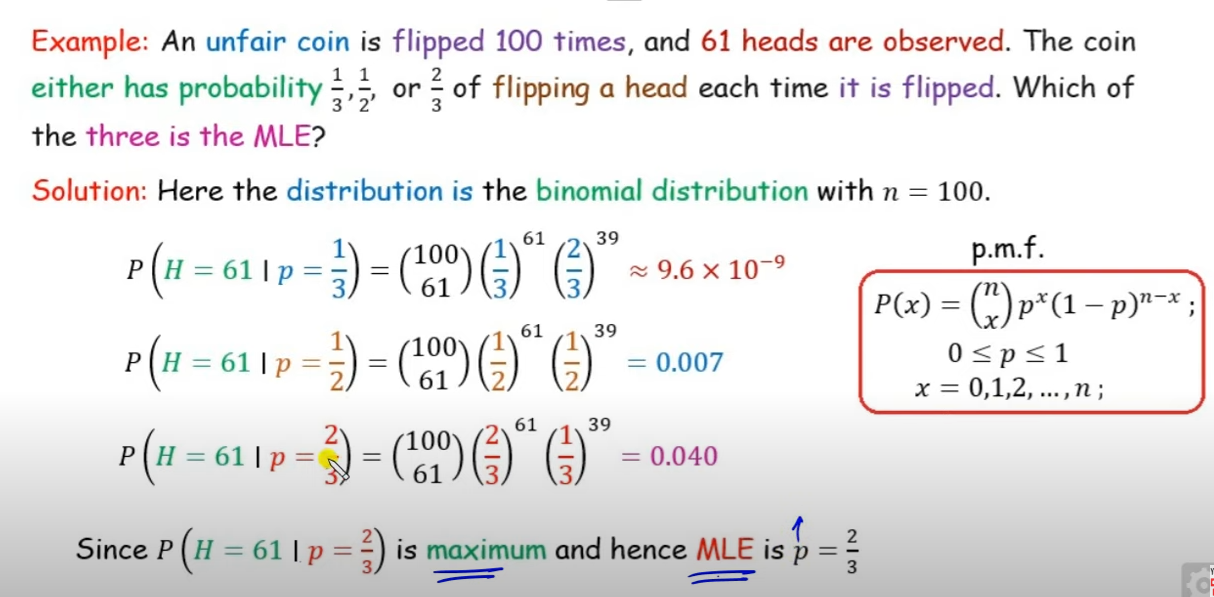 Example: An unfair coin is flipped 100 times, and 61 heads are observed. The coin
either has probability 1/3, 1/2, or 2/3 of flipping a head each time it is flipped. Which of
the three is the MLE?
Solution: Here the distribution is the binomial distribution with n = 100.
P(H = 61 | p = 1/3) = (100 61) (1/3)^61 (2/3)^39 ≈ 9.6 × 10^−9
P(H = 61 | p = 1/2) = (100 61) (1/2)^61 (1/2)^39 = 0.007
P(H = 61 | p = 2/3) = (100 61) (2/3)^61 (1/3)^39 = 0.040
Since P(H = 61 | p = 2/3) is maximum and hence MLE is p̂ = 2/3
p.m.f.
P(x) = (n x) p^x (1 − p)^{n−x} ;
0 ≤ p ≤ 1
x = 0,1,2, …, n ;